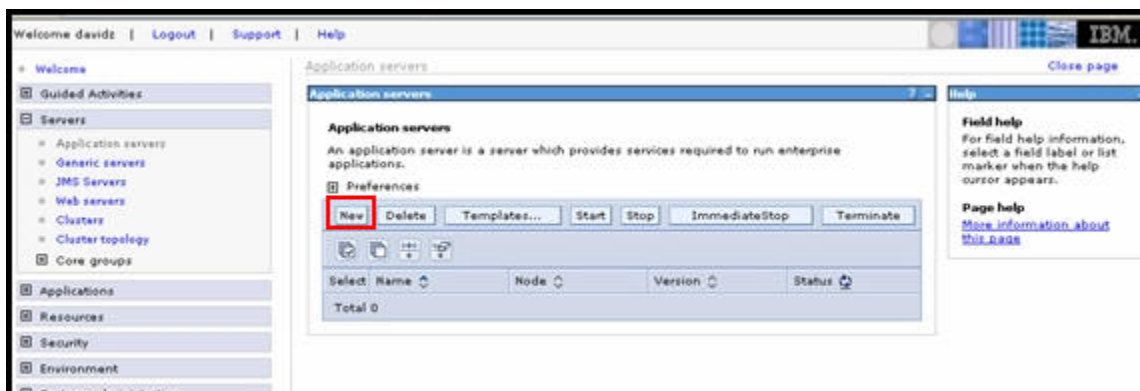 Welcome davidz | Logout | Support | Help
IBM.
Welcome
Guided Activities
Servers
Application servers
Generic servers
JMS Servers
Web servers
Clusters
Cluster topology
Core groups
Applications
Resources
Security
Environment
Application servers
Close page
Application servers ? -
Application servers
An application server is a server which provides services required to run enterprise
applications.
Preferences
New Delete Templates... Start Stop ImmediateStop Terminate
Select Name Node Version Status
Total 0
Help
Field help
For field help information,
select a field label or list
marker when the help
cursor appears.
Page help
More information about
this page